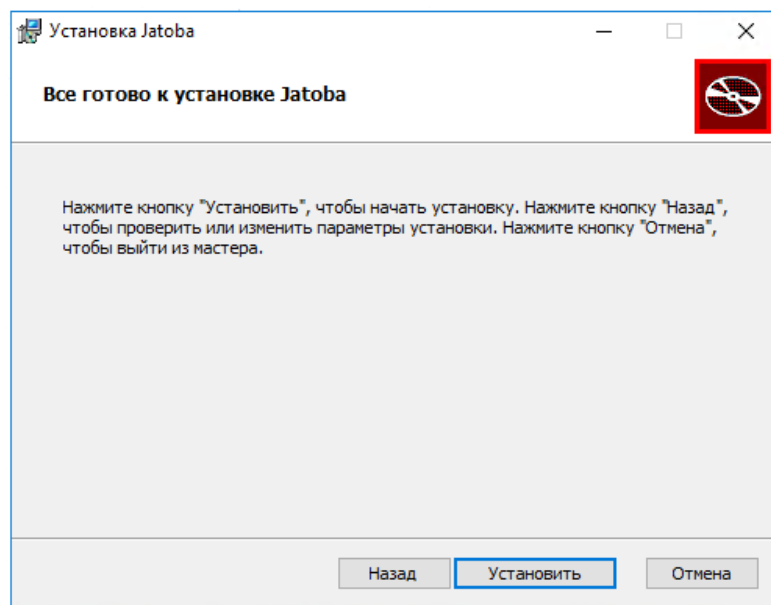 Установка Jatoba
Все готово к установке Jatoba
Нажмите кнопку "Установить", чтобы начать установку. Нажмите кнопку "Назад",
чтобы проверить или изменить параметры установки. Нажмите кнопку "Отмена",
чтобы выйти из мастера.
Назад
Установить
Отмена